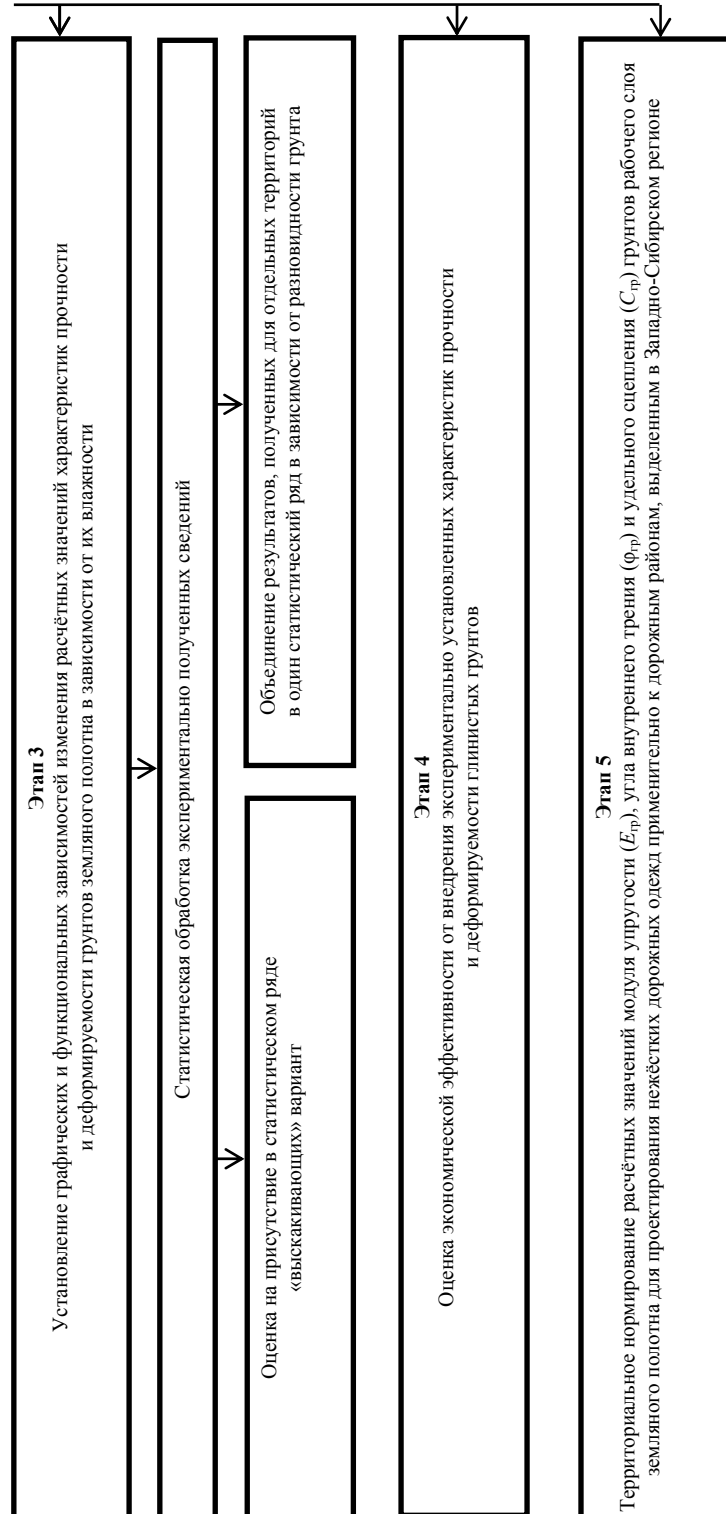 Этап 3
Установление графических и функциональных зависимостей изменения расчётных значений характеристик прочности
и деформируемости грунтов земляного полотна в зависимости от их влажности
Статистическая обработка экспериментально полученных сведений
Оценка на присутствие в статистическом ряде
«выскакивающих» вариант
Объединение результатов, полученных для отдельных территорий
в один статистический ряд в зависимости от разновидности грунта
Этап 4
Оценка экономической эффективности от внедрения экспериментально установленных характеристик прочности
и деформируемости глинистых грунтов
Этап 5
Территориальное нормирование расчётных значений модуля упругости (Eгр), угла внутреннего трения (φгр) и удельного сцепления (Cгр) грунтов рабочего слоя
земляного полотна для проектирования нежёстких дорожных одежд применительно к дорожным районам, выделенным в Западно-Сибирском регионе